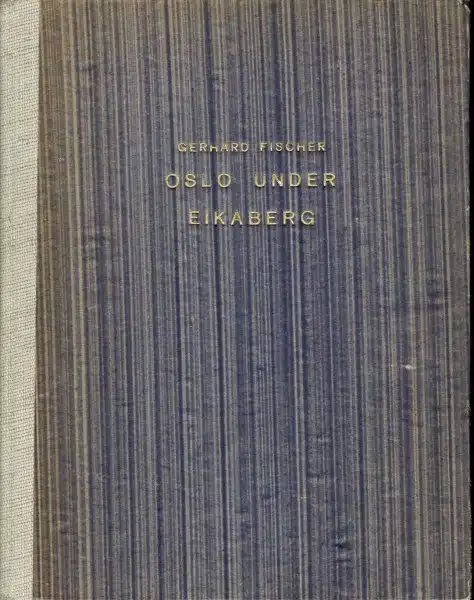 GERHARD FISCHER
OSLO UNDER
EIKABERG